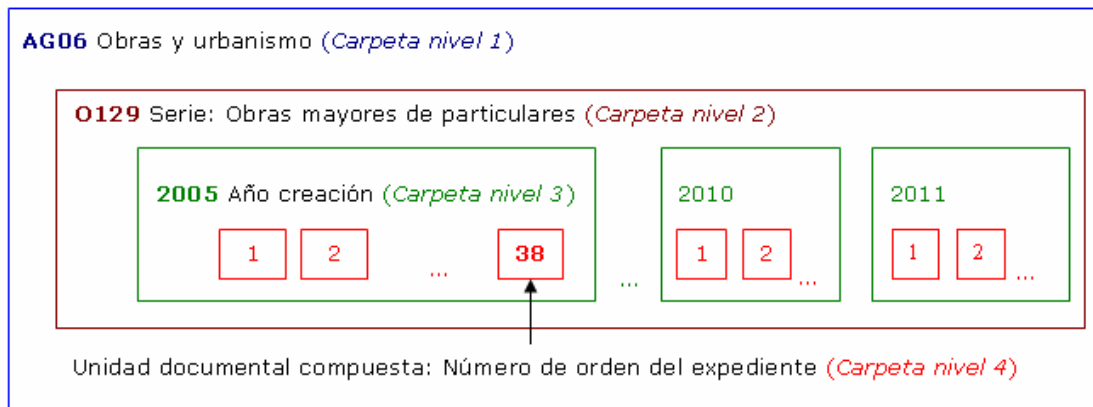 AG06 Obras y urbanismo (Carpeta nivel 1)
O129 Serie: Obras mayores de particulares (Carpeta nivel 2)
2005 Año creación (Carpeta nivel 3) 2010 2011
1 2 ... 38 ... 1 2 ... 1 2 ...
Unidad documental compuesta: Número de orden del expediente (Carpeta nivel 4)